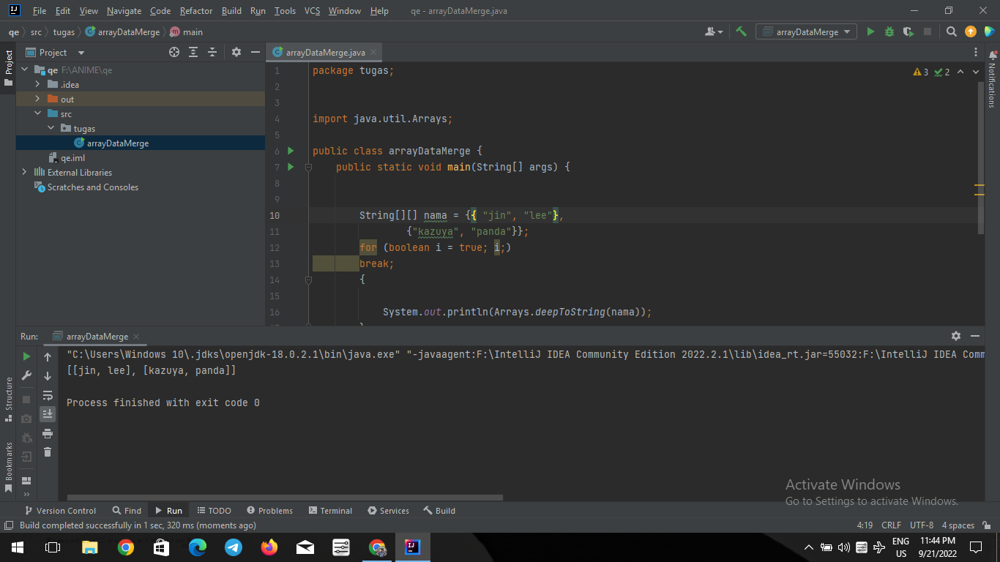 File Edit View Navigate Code Refactor Build Run Tools VCS Window Help qe - arrayDataMerge.java
qe src tugas arrayDataMerge m main arrayDataMerge
Project
Project
arrayDataMerge.java
Notifications
qe F:\ANIME\qe
.idea
out
src
tugas
arrayDataMerge
qe.iml
External Libraries
Scratches and Consoles
3 2
1 package tugas;
2
3
4 import java.util.Arrays;
5
6 public class arrayDataMerge {
7 public static void main(String[] args) {
8
9
10 String[][] nama = {{ "jin", "lee"},
11 {"kazuya", "panda"}};
12 for (boolean i = true; i;)
13 break;
14 {
15
16 System.out.println(Arrays.deepToString(nama));
Run: arrayDataMerge
"C:\Users\Windows 10\.jdks\openjdk-18.0.2.1\bin\java.exe" "-javaagent:F:\IntelliJ IDEA Community Edition 2022.2.1\lib\idea_rt.jar=55032:F:\IntelliJ IDEA Comm
[[jin, lee], [kazuya, panda]]
Process finished with exit code 0
Structure
Bookmarks
Activate Windows
Go to Settings to activate Windows.
Version Control Find Run TODO Problems Terminal Services Build
Build completed successfully in 1 sec, 320 ms (moments ago) 4:19 CRLF UTF-8 4 spaces
ENG 11:44 PM
US 9/21/2022